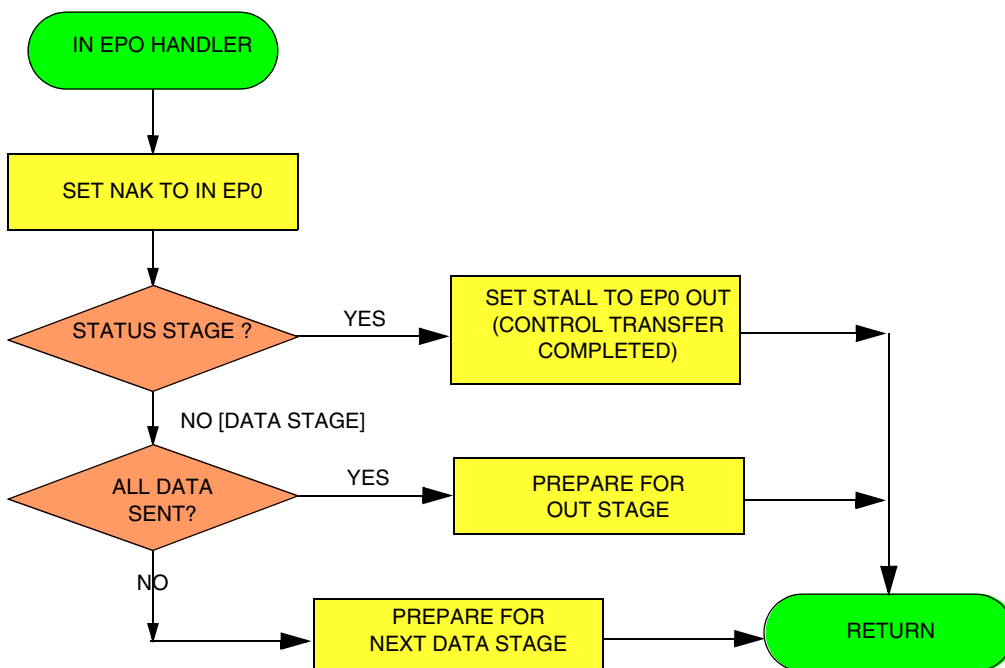 IN EPO HANDLER
SET NAK TO IN EP0
STATUS STAGE ?
YES
SET STALL TO EP0 OUT
(CONTROL TRANSFER
COMPLETED)
NO [DATA STAGE]
ALL DATA
SENT?
YES
PREPARE FOR
OUT STAGE
NO
PREPARE FOR
NEXT DATA STAGE
RETURN